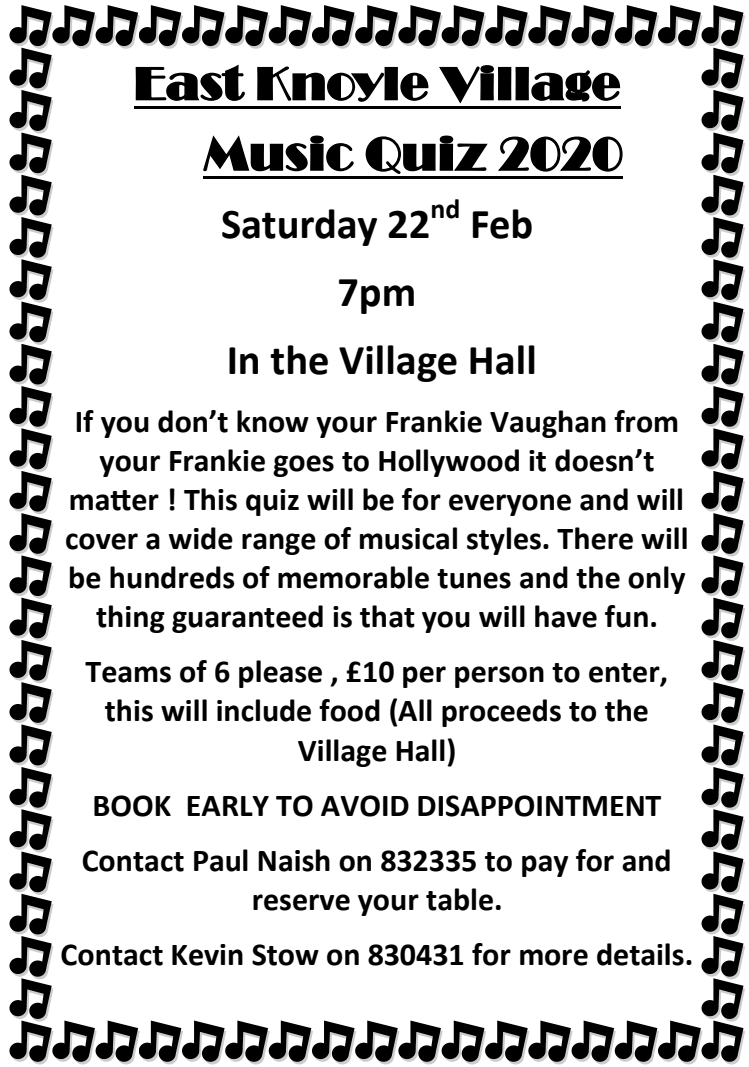 East Knoyle Village
Music Quiz 2020
Saturday 22nd Feb
7pm
In the Village Hall
If you don’t know your Frankie Vaughan from
your Frankie goes to Hollywood it doesn’t
matter ! This quiz will be for everyone and will
cover a wide range of musical styles. There will
be hundreds of memorable tunes and the only
thing guaranteed is that you will have fun.
Teams of 6 please , £10 per person to enter,
this will include food (All proceeds to the
Village Hall)
BOOK  EARLY TO AVOID DISAPPOINTMENT
Contact Paul Naish on 832335 to pay for and
reserve your table.
Contact Kevin Stow on 830431 for more details.